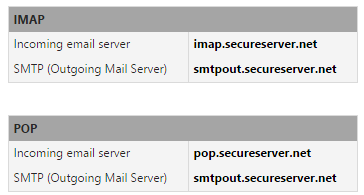 IMAP
Incoming email server imap.secureserver.net
SMTP (Outgoing Mail Server) smtpout.secureserver.net
POP
Incoming email server pop.secureserver.net
SMTP (Outgoing Mail Server) smtpout.secureserver.net